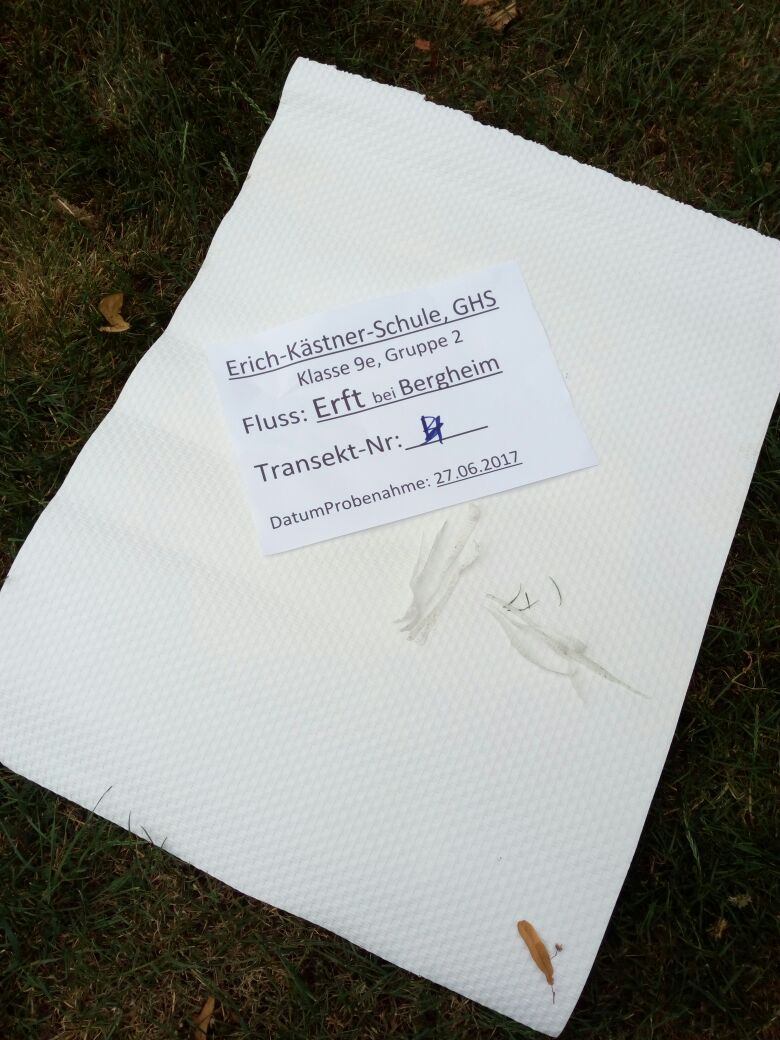 Erich-Kästner-Schule, GHS
Klasse 9e, Gruppe 2
Fluss: Erft bei Bergheim
Transekt-Nr:
DatumProbenahme: 27.06.2017